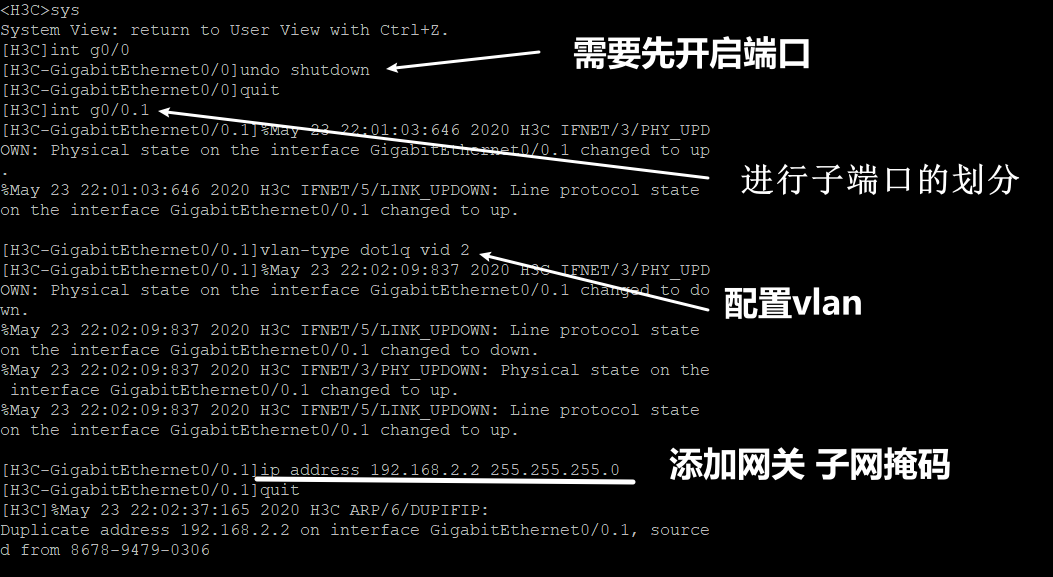 <H3C>sys
System View: return to User View with Ctrl+Z.
[H3C]int g0/0
需要先开启端口
[H3C-GigabitEthernet0/0]undo shutdown
[H3C-GigabitEthernet0/0]quit
[H3C]int g0/0.1
[H3C-GigabitEthernet0/0.1]%May 23 22:01:03:646 2020 H3C IFNET/3/PHY_UPD
OWN: Physical state on the interface GigabitEthernet0/0.1 changed to up
.
进行子端口的划分
%May 23 22:01:03:646 2020 H3C IFNET/5/LINK_UPDOWN: Line protocol state
on the interface GigabitEthernet0/0.1 changed to up.
[H3C-GigabitEthernet0/0.1]vlan-type dot1q vid 2
[H3C-GigabitEthernet0/0.1]%May 23 22:02:09:837 2020 H3C IFNET/3/PHY_UPD
OWN: Physical state on the interface GigabitEthernet0/0.1 changed to do
wn.
配置vlan
%May 23 22:02:09:837 2020 H3C IFNET/5/LINK_UPDOWN: Line protocol state
on the interface GigabitEthernet0/0.1 changed to down.
%May 23 22:02:09:837 2020 H3C IFNET/3/PHY_UPDOWN: Physical state on the
interface GigabitEthernet0/0.1 changed to up.
%May 23 22:02:09:837 2020 H3C IFNET/5/LINK_UPDOWN: Line protocol state
on the interface GigabitEthernet0/0.1 changed to up.
[H3C-GigabitEthernet0/0.1]ip address 192.168.2.2 255.255.255.0
添加网关 子网掩码
[H3C-GigabitEthernet0/0.1]quit
[H3C]%May 23 22:02:37:165 2020 H3C ARP/6/DUPIFIP:
Duplicate address 192.168.2.2 on interface GigabitEthernet0/0.1, source
d from 8678-9479-0306